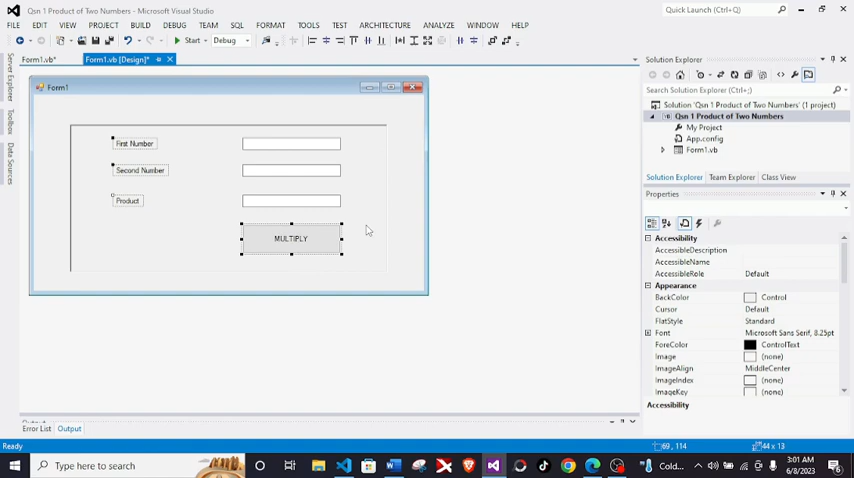 Qsn 1 Product of Two Numbers - Microsoft Visual Studio
Quick Launch (Ctrl+;)
FILE EDIT VIEW PROJECT BUILD DEBUG TEAM SQL FORMAT TOOLS TEST ARCHITECTURE ANALYZE WINDOW HELP
Start Debug
Form1.vb* Form1.vb [Design]*
Server Explorer
Toolbox
Data Sources
Form1
First Number
Second Number
Product
MULTIPLY
Solution Explorer
Search Solution Explorer (Ctrl+;)
Solution 'Qsn 1 Product of Two Numbers' (1 project)
Qsn 1 Product of Two Numbers
My Project
App.config
Form1.vb
Solution Explorer Team Explorer Class View
Properties
Accessibility
AccessibleDescription
AccessibleName
AccessibleRole Default
Appearance
BackColor Control
Cursor Default
FlatStyle Standard
Font Microsoft Sans Serif, 8.25pt
ForeColor ControlText
Image (none)
ImageAlign MiddleCenter
ImageIndex (none)
ImageKey (none)
Accessibility
Output
Error List Output
Ready
69 , 114
44 x 13
Type here to search
Cold...
3:01 AM
6/8/2023